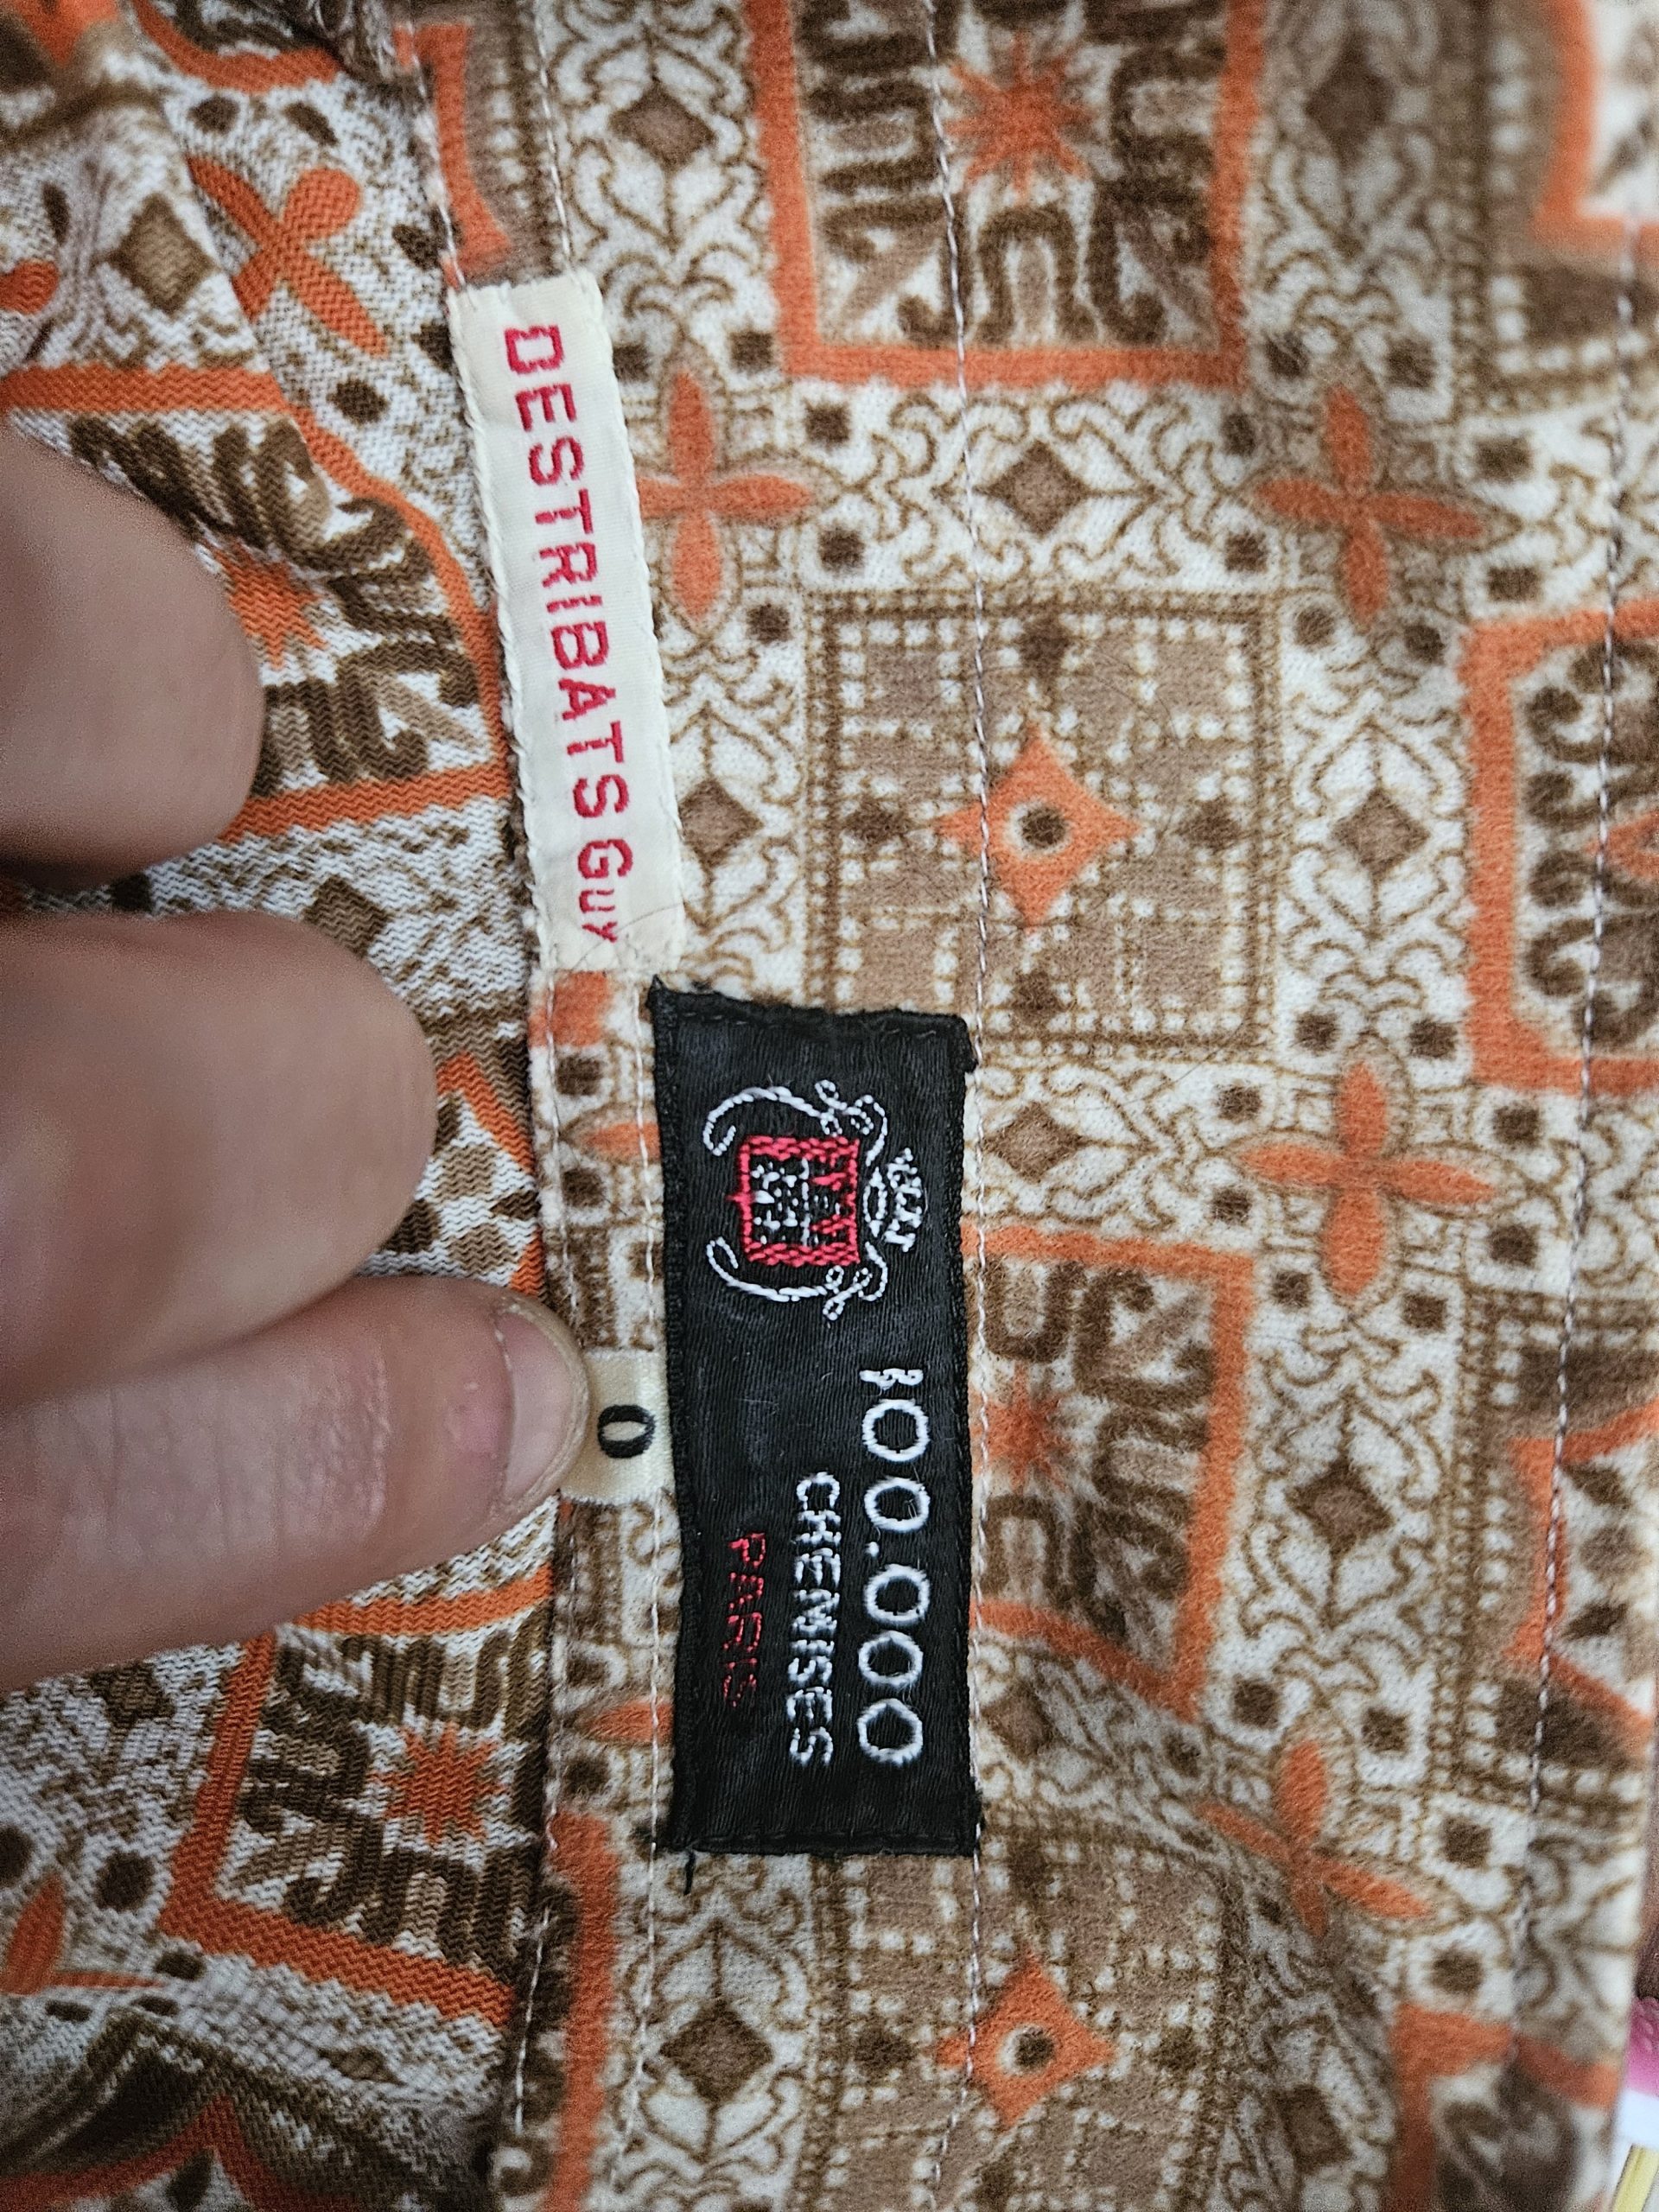 DESTRIBATS GUY
100.000
CHEMISES
PARIS
0